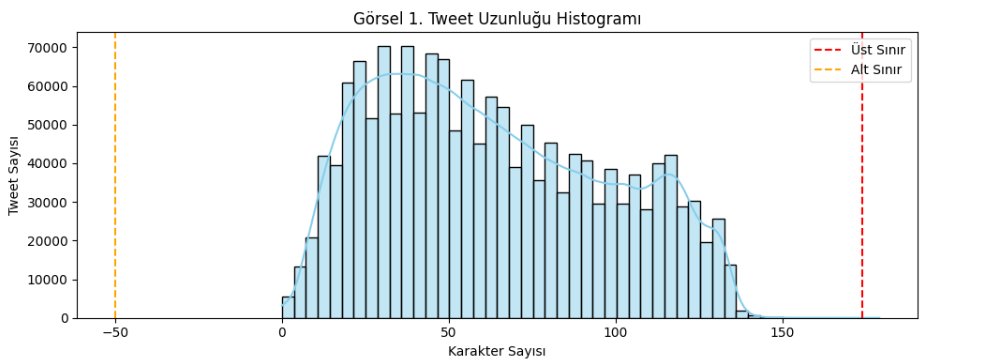 Görsel 1. Tweet Uzunluğu Histogramı
70000
60000
50000
40000
30000
20000
10000
0
Tweet Sayısı
Üst Sınır
Alt Sınır
−50
0
50
100
150
Karakter Sayısı